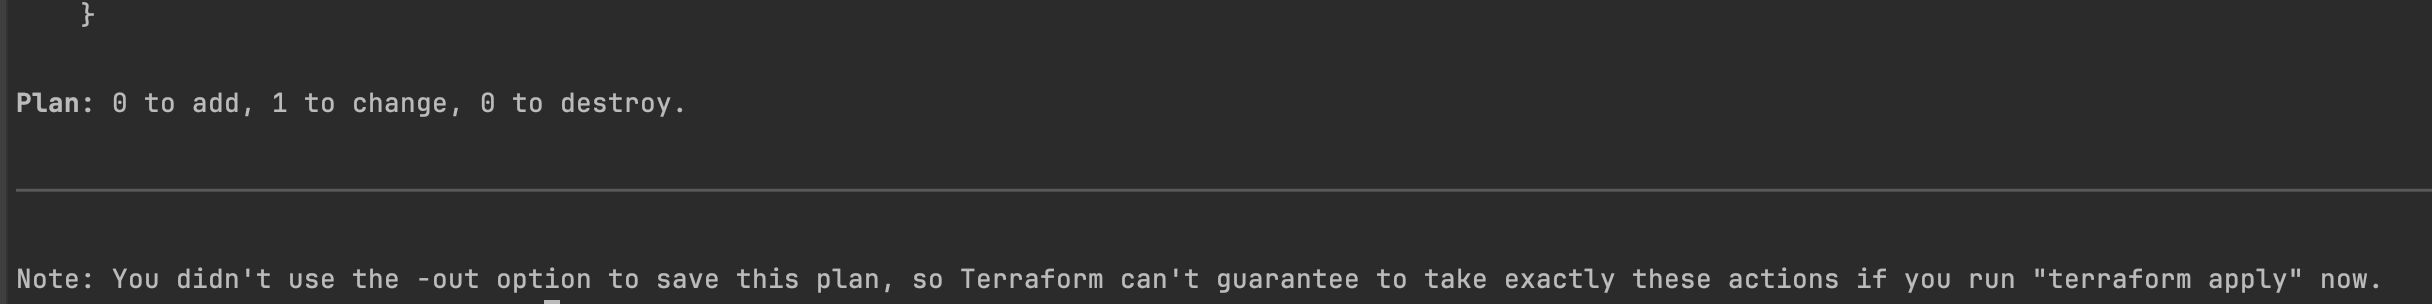 }
Plan: 0 to add, 1 to change, 0 to destroy.
Note: You didn't use the -out option to save this plan, so Terraform can't guarantee to take exactly these actions if you run "terraform apply" now.